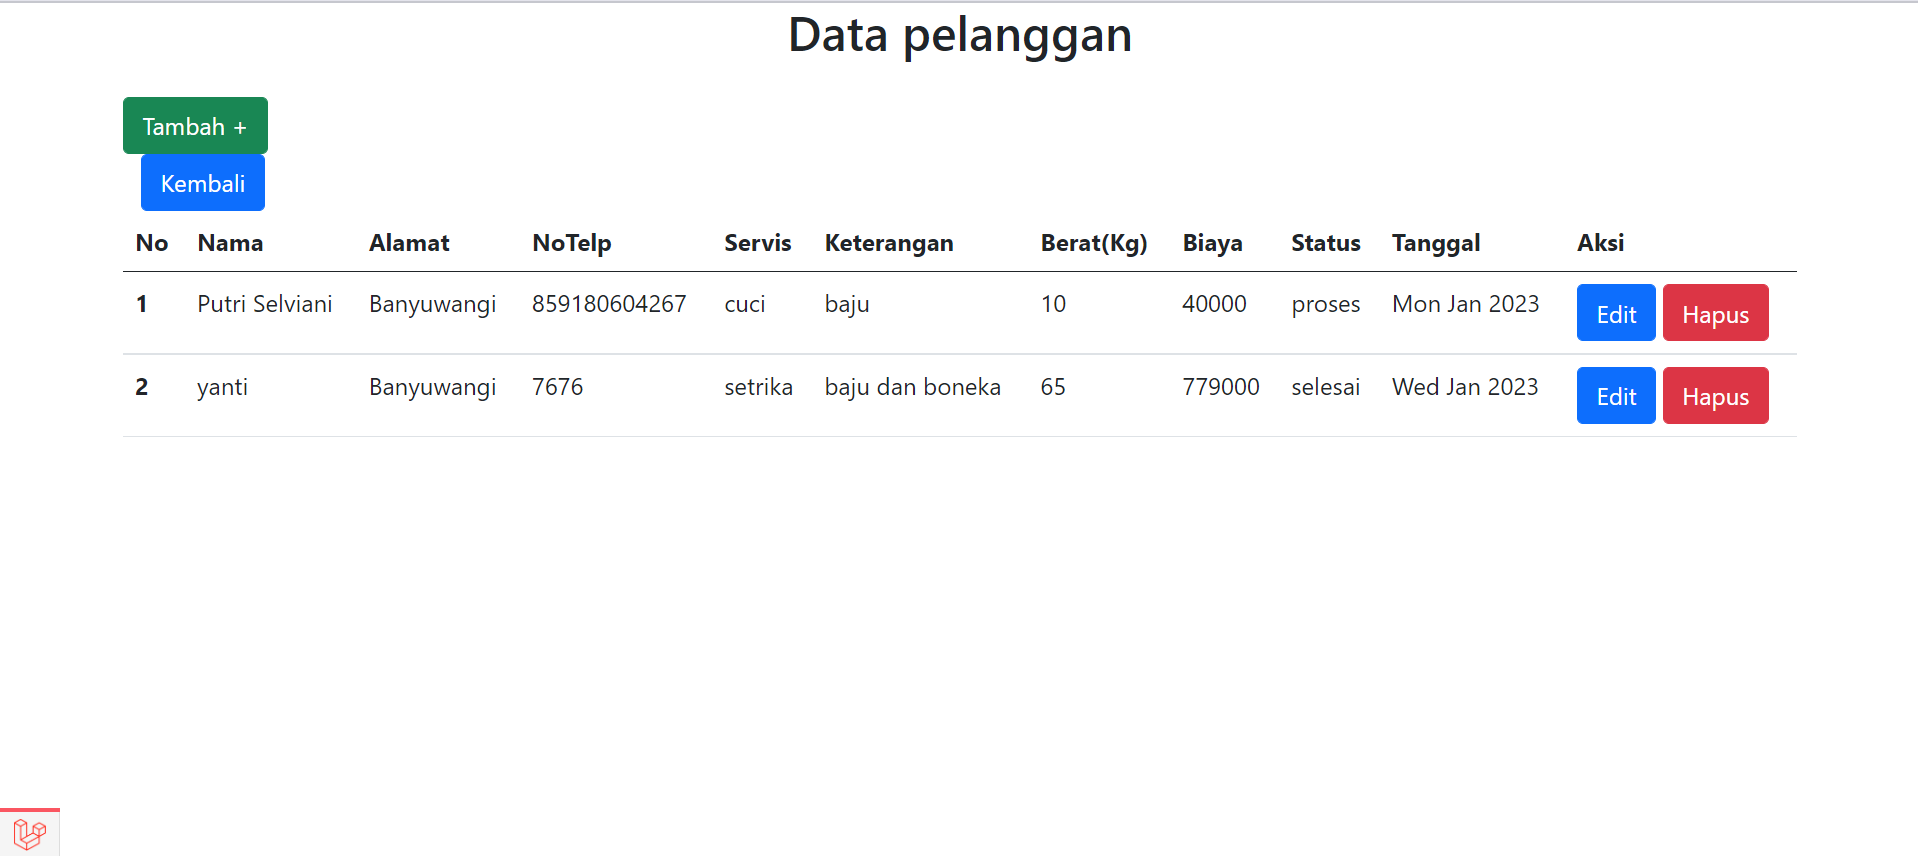 Data pelanggan
Tambah +
Kembali
No Nama Alamat NoTelp Servis Keterangan Berat(Kg) Biaya Status Tanggal Aksi
1 Putri Selviani Banyuwangi 859180604267 cuci baju 10 40000 proses Mon Jan 2023 Edit Hapus
2 yanti Banyuwangi 7676 setrika baju dan boneka 65 779000 selesai Wed Jan 2023 Edit Hapus